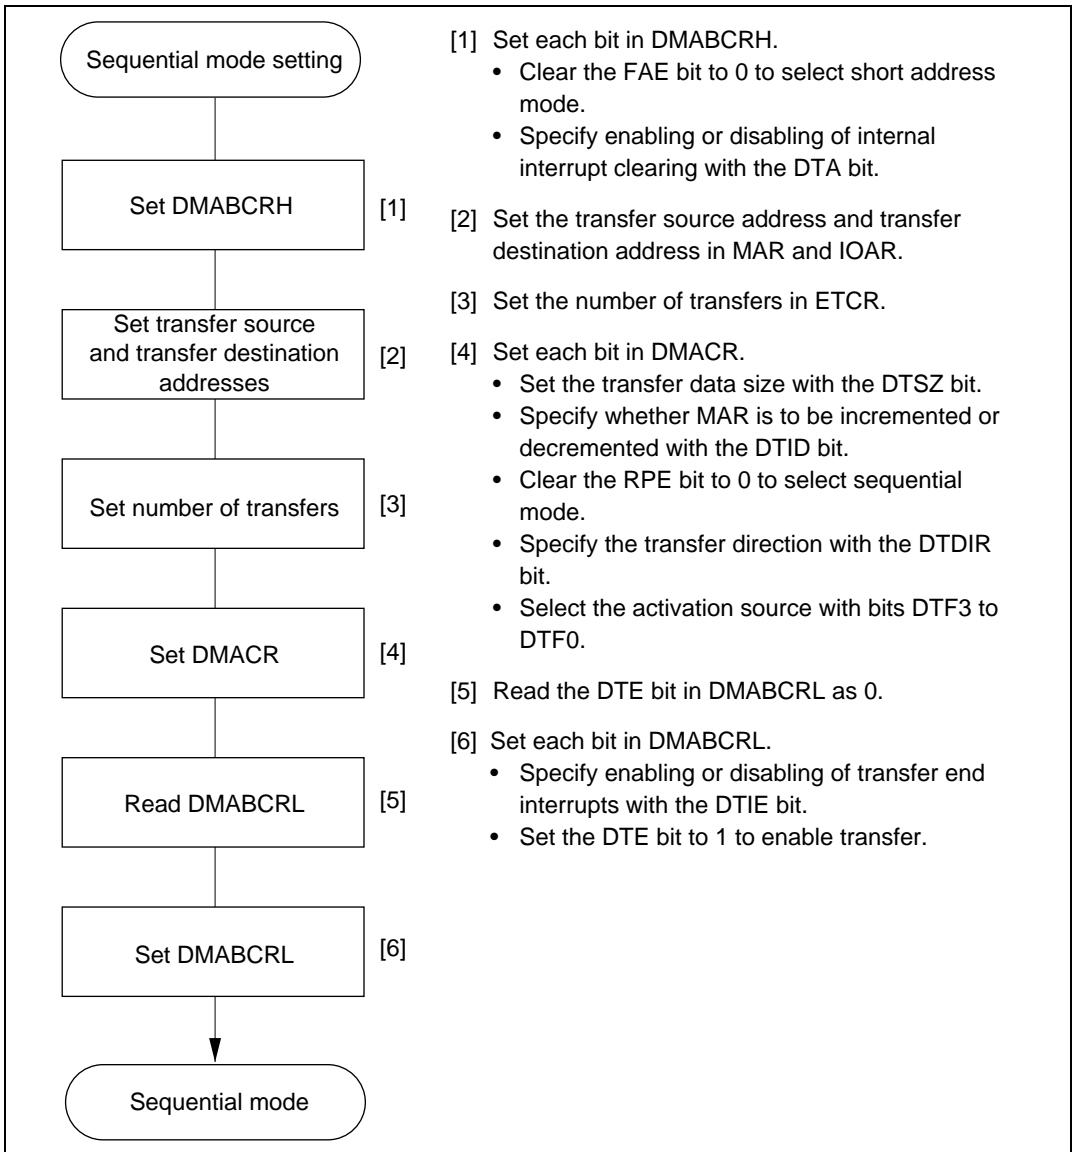 Sequential mode setting
Set DMABCRH
[1]
Set transfer source
and transfer destination
addresses
[2]
Set number of transfers
[3]
Set DMACR
[4]
Read DMABCRL
[5]
Set DMABCRL
[6]
Sequential mode
[1] Set each bit in DMABCRH.
• Clear the FAE bit to 0 to select short address
mode.
• Specify enabling or disabling of internal
interrupt clearing with the DTA bit.
[2] Set the transfer source address and transfer
destination address in MAR and IOAR.
[3] Set the number of transfers in ETCR.
[4] Set each bit in DMACR.
• Set the transfer data size with the DTSZ bit.
• Specify whether MAR is to be incremented or
decremented with the DTID bit.
• Clear the RPE bit to 0 to select sequential
mode.
• Specify the transfer direction with the DTDIR
bit.
• Select the activation source with bits DTF3 to
DTF0.
[5] Read the DTE bit in DMABCRL as 0.
[6] Set each bit in DMABCRL.
• Specify enabling or disabling of transfer end
interrupts with the DTIE bit.
• Set the DTE bit to 1 to enable transfer.